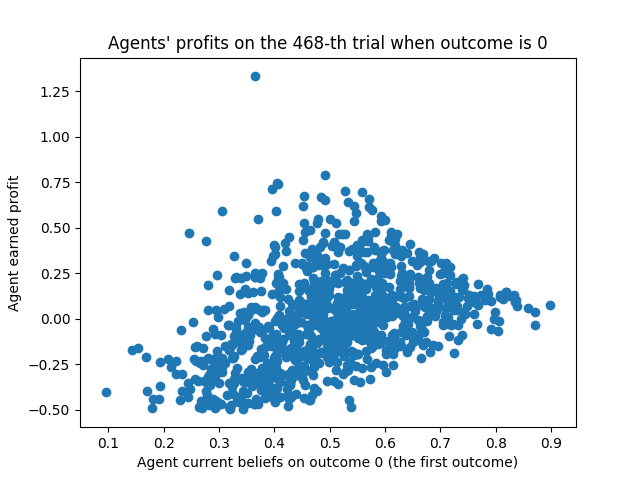 Agents' profits on the 468-th trial when outcome is 0
Agent earned profit
1.25
1.00
0.75
0.50
0.25
0.00
−0.25
−0.50
0.1 0.2 0.3 0.4 0.5 0.6 0.7 0.8 0.9
Agent current beliefs on outcome 0 (the first outcome)